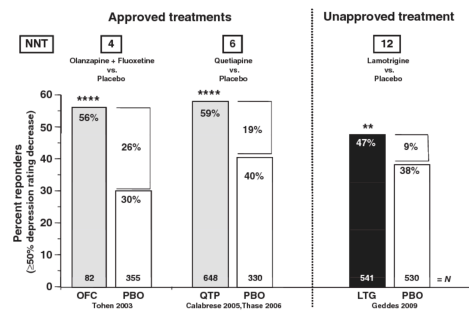 Approved treatments
Unapproved treatment
NNT
4
6
12
Olanzapine + Fluoxetine
vs.
Placebo
Quetiapine
vs.
Placebo
Lamotrigine
vs.
Placebo
Percent responders
(≥50% depression rating decrease)
60
50
40
30
20
10
0
****
56%
26%
30%
82
355
****
59%
19%
40%
648
330
**
47%
9%
38%
541
530
= N
OFC PBO
QTP PBO
LTG PBO
Tohen 2003
Calabrese 2005,Thase 2006
Geddes 2009